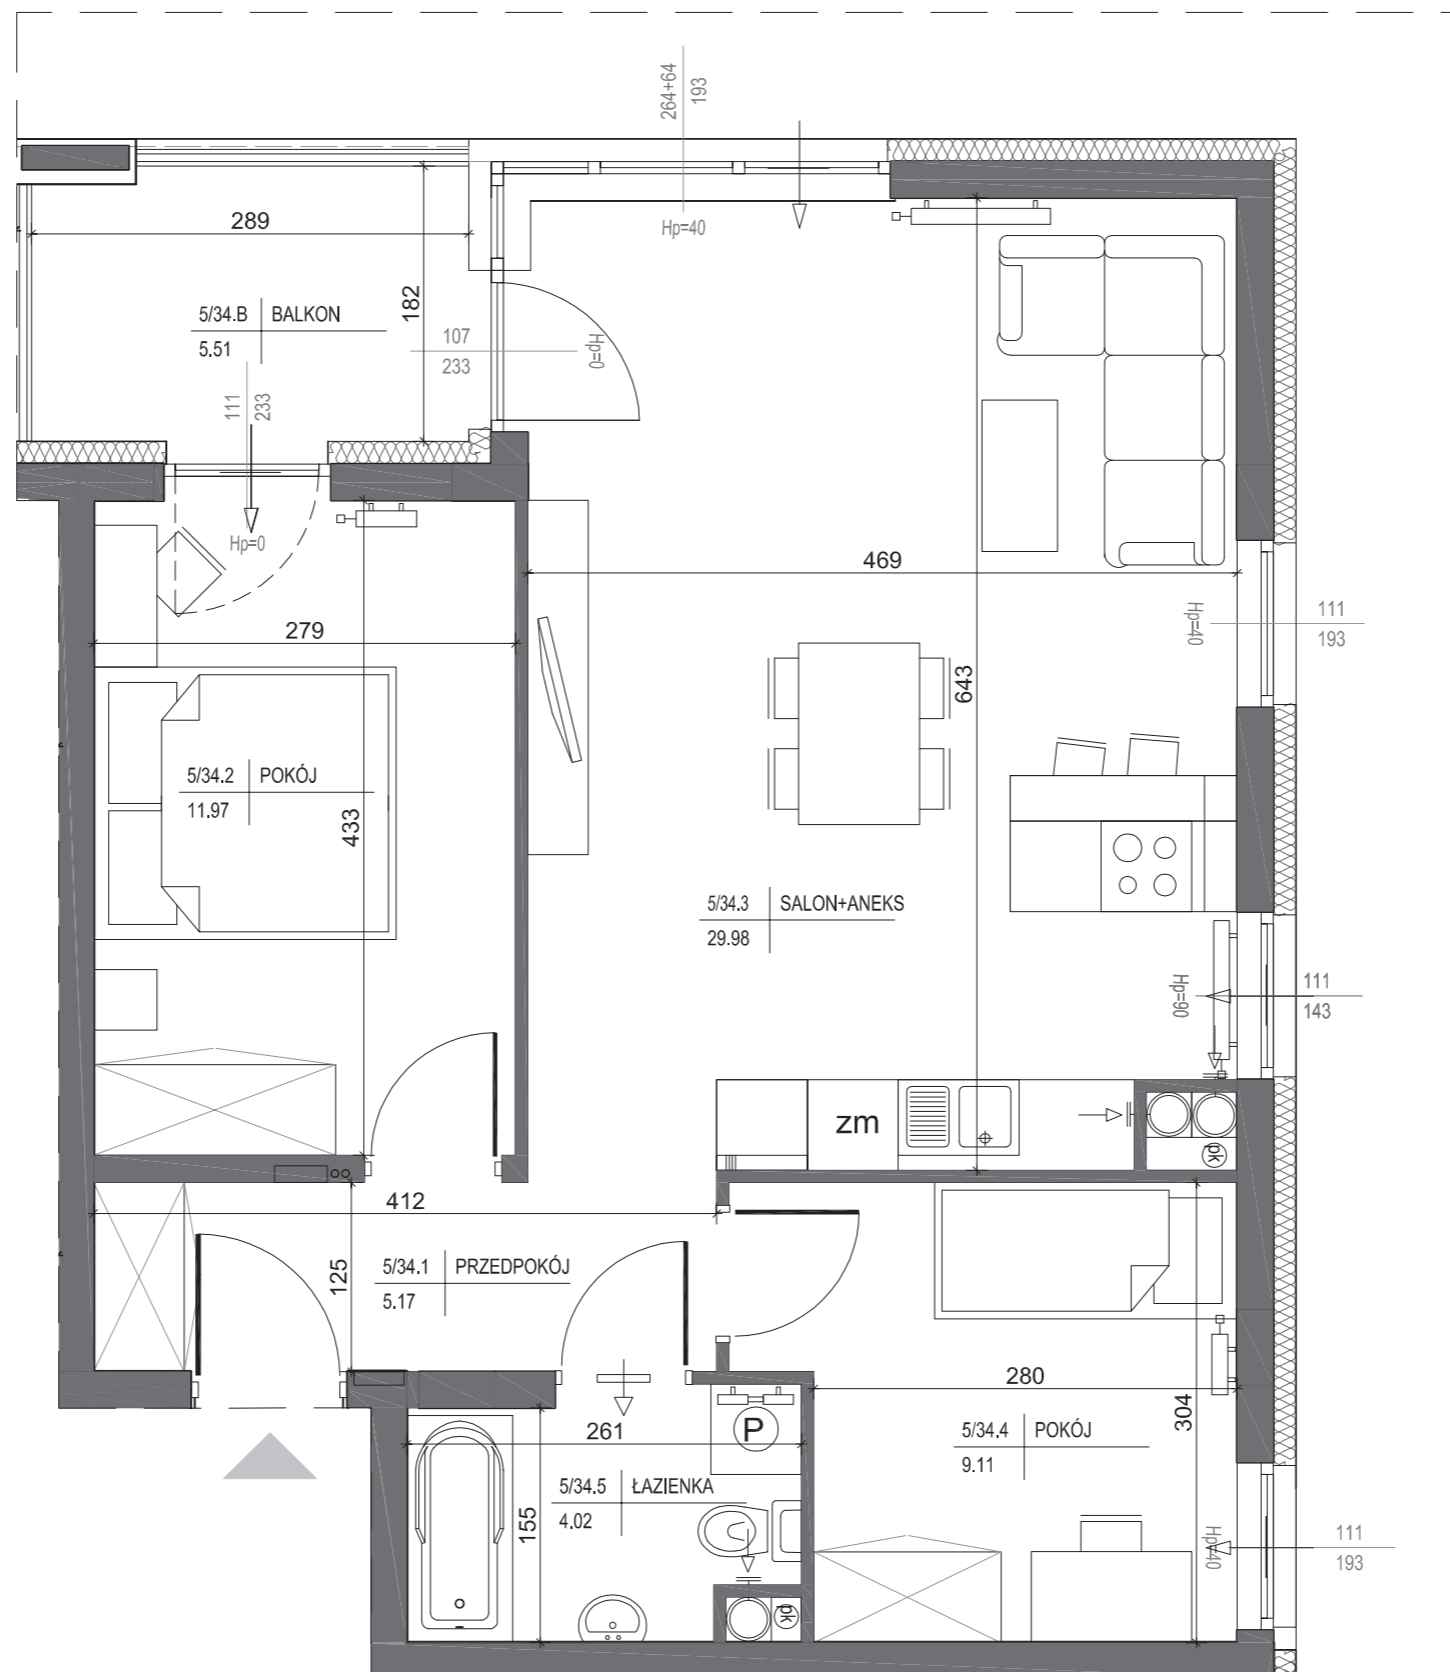 264+64
193
Hp=40
289
182
5/34.B BALKON
5.51
107
233
Hp=0
111
233
Hp=0
469
111
193
Hp=40
279
643
5/34.2 POKÓJ
11.97
433
5/34.3 SALON+ANEKS
29.98
111
143
Hp=90
zm
pk
412
125
5/34.1 PRZEDPOKÓJ
5.17
280
304
261
P
5/34.4 POKÓJ
9.11
5/34.5 ŁAZIENKA
4.02
155
111
193
Hp=40
pk